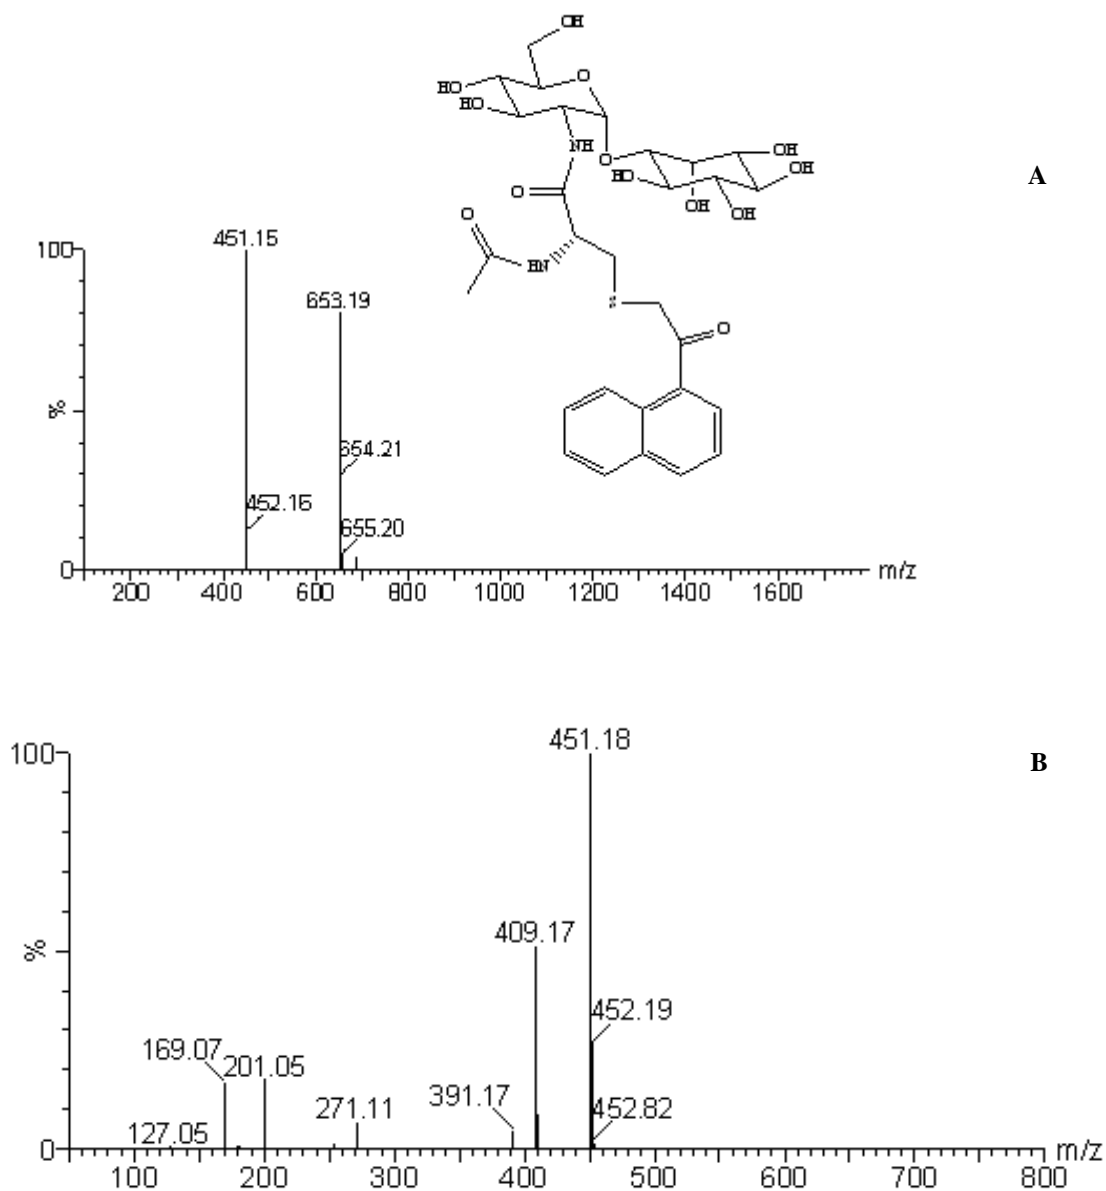 OH
O
HO
HO
NH
O
OH
OH
HO
OH
OH
O
A
O
HN
S
O
100
451.15
653.19
%
654.21
452.16
655.20
0
200 400 600 800 1000 1200 1400 1600 m/z
100
451.18
B
409.17
%
452.19
169.07
201.05
391.17
271.11
452.82
127.05
0
100 200 300 400 500 600 700 800 m/z